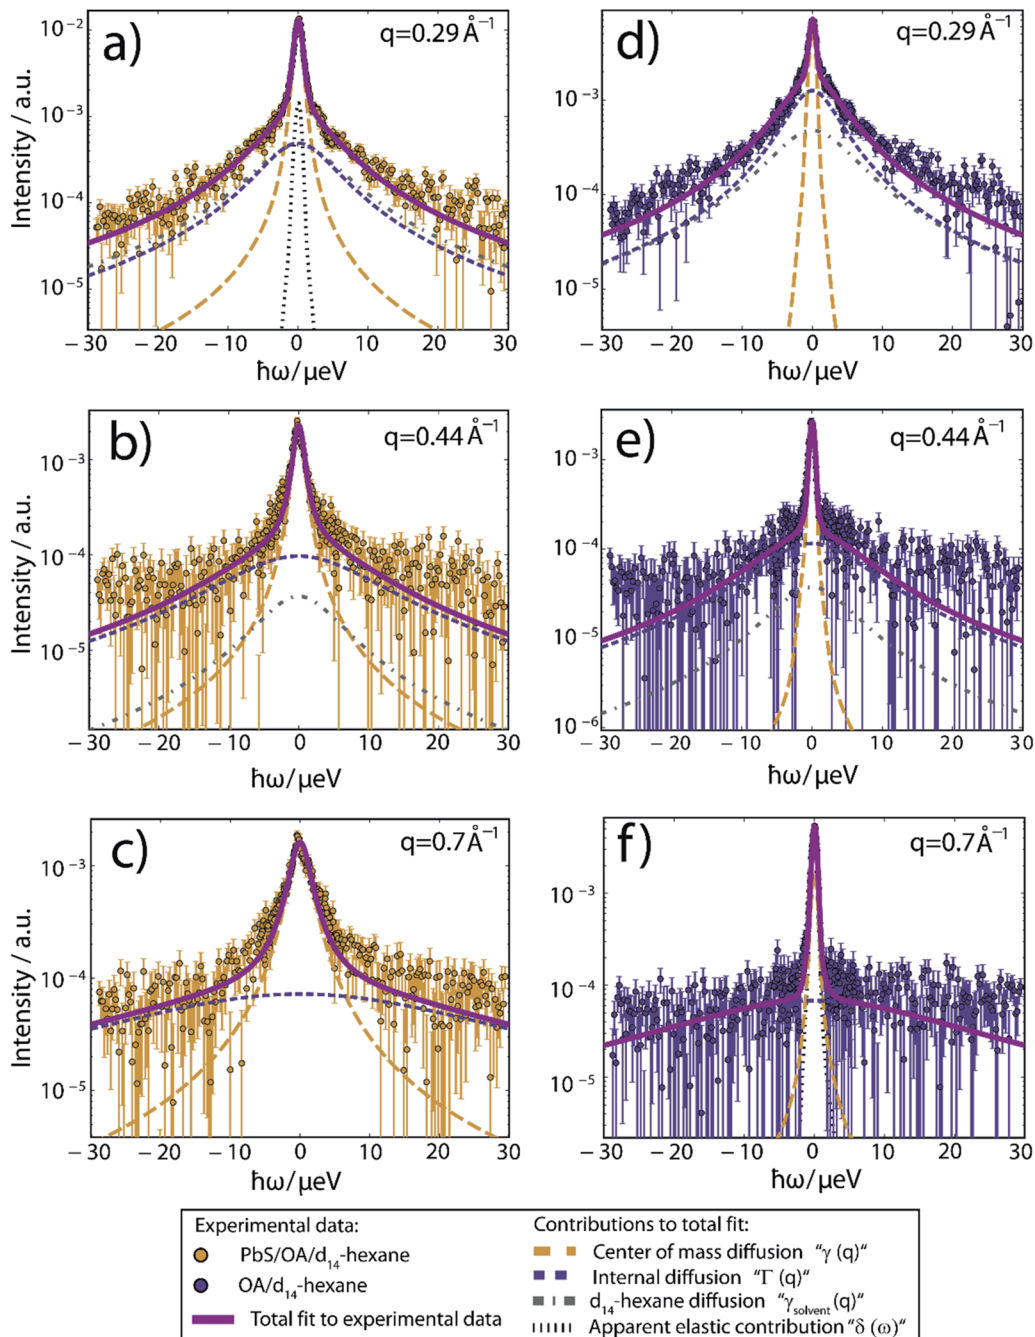 a)
q=0.29 Å⁻¹
10⁻²
10⁻³
10⁻⁴
10⁻⁵
Intensity / a.u.
−30 −20 −10 0 10 20 30
ħω/μeV
d)
q=0.29 Å⁻¹
10⁻³
10⁻⁴
10⁻⁵
−30 −20 −10 0 10 20 30
ħω/μeV
b)
q=0.44 Å⁻¹
10⁻³
10⁻⁴
10⁻⁵
Intensity / a.u.
−30 −20 −10 0 10 20 30
ħω/μeV
e)
q=0.44 Å⁻¹
10⁻³
10⁻⁴
10⁻⁵
10⁻⁶
−30 −20 −10 0 10 20 30
ħω/μeV
c)
q=0.7 Å⁻¹
10⁻³
10⁻⁴
10⁻⁵
Intensity / a.u.
−30 −20 −10 0 10 20 30
ħω/μeV
f)
q=0.7 Å⁻¹
10⁻³
10⁻⁴
10⁻⁵
−30 −20 −10 0 10 20 30
ħω/μeV
Experimental data:
PbS/OA/d₁₄-hexane
OA/d₁₄-hexane
Total fit to experimental data
Contributions to total fit:
Center of mass diffusion "γ (q)"
Internal diffusion "Γ (q)"
d₁₄-hexane diffusion "γsolvent(q)"
Apparent elastic contribution "δ (ω)"